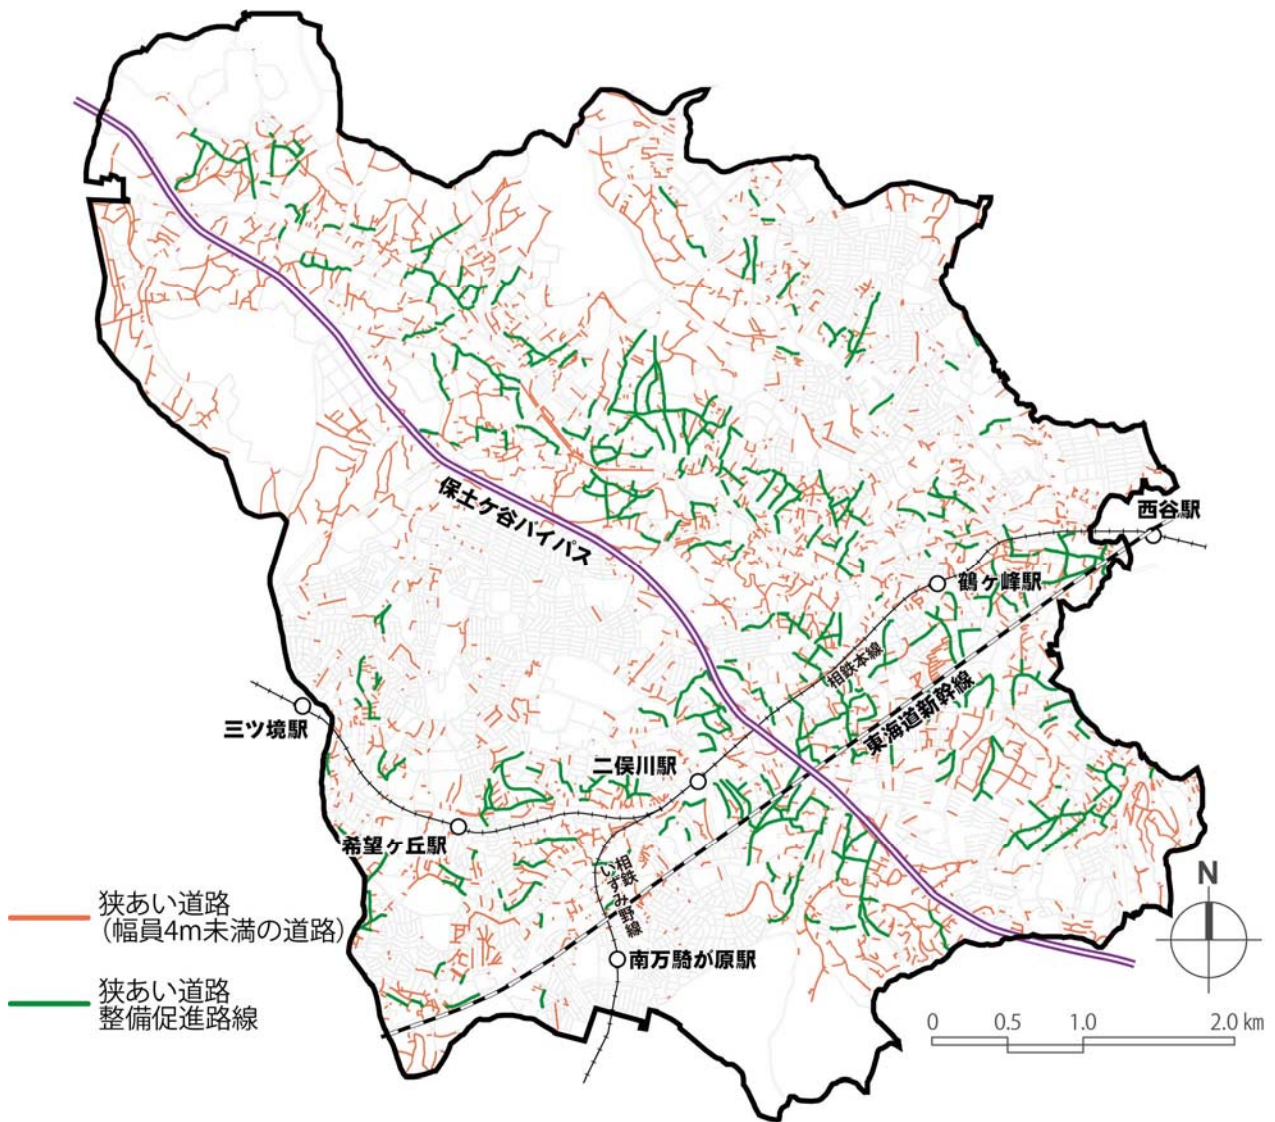 保土ケ谷バイパス
西谷駅
鶴ヶ峰駅
相鉄本線
東海道新幹線
三ツ境駅
二俣川駅
希望ヶ丘駅
相鉄
いずみ野線
南万騎が原駅
狭あい道路
（幅員4m未満の道路）
狭あい道路
整備促進路線
N
0 0.5 1.0 2.0 km